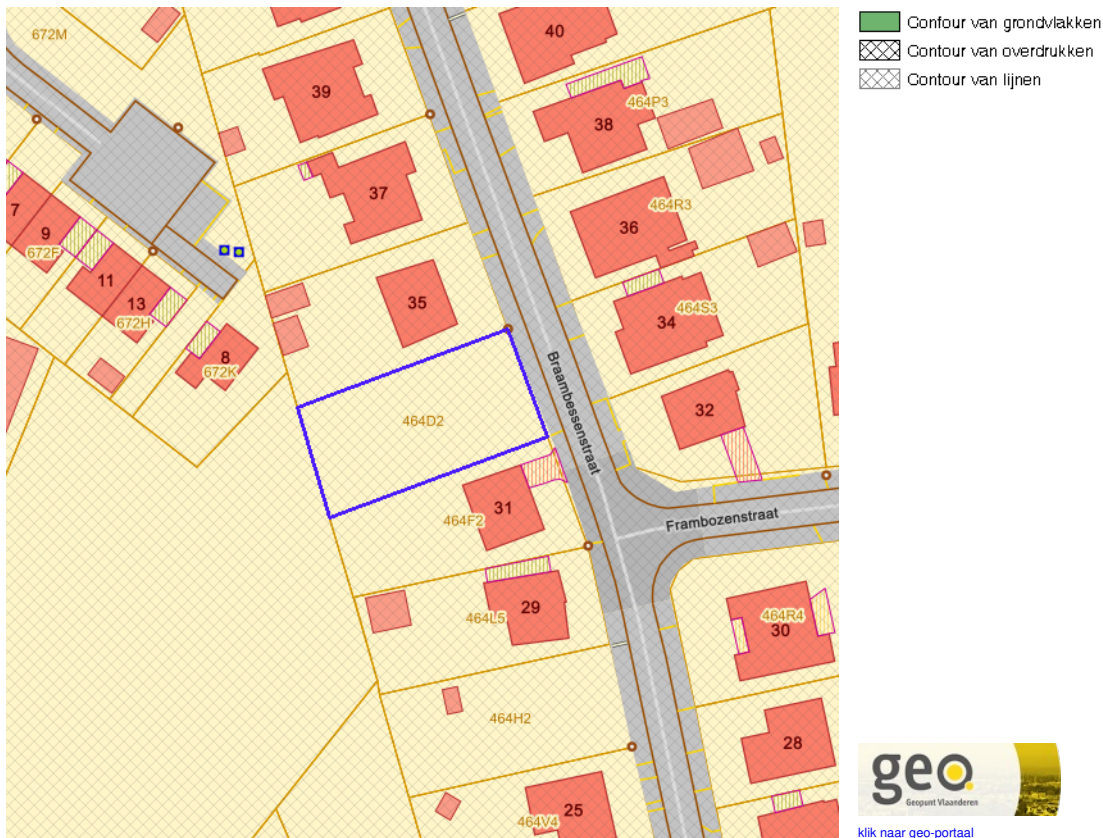 672M
39
40
464P3
38
37
7
9
672F
11
13
672H
8
672K
35
464R3
36
464S3
34
Braambessenstraat
32
464D2
464F2
31
Frambozenstraat
464L5
29
464R4
30
464H2
28
25
464V4
Contour van grondvlakken
Contour van overdrukken
Contour van lijnen
geo
Geopunt Vlaanderen
klik naar geo-portaal